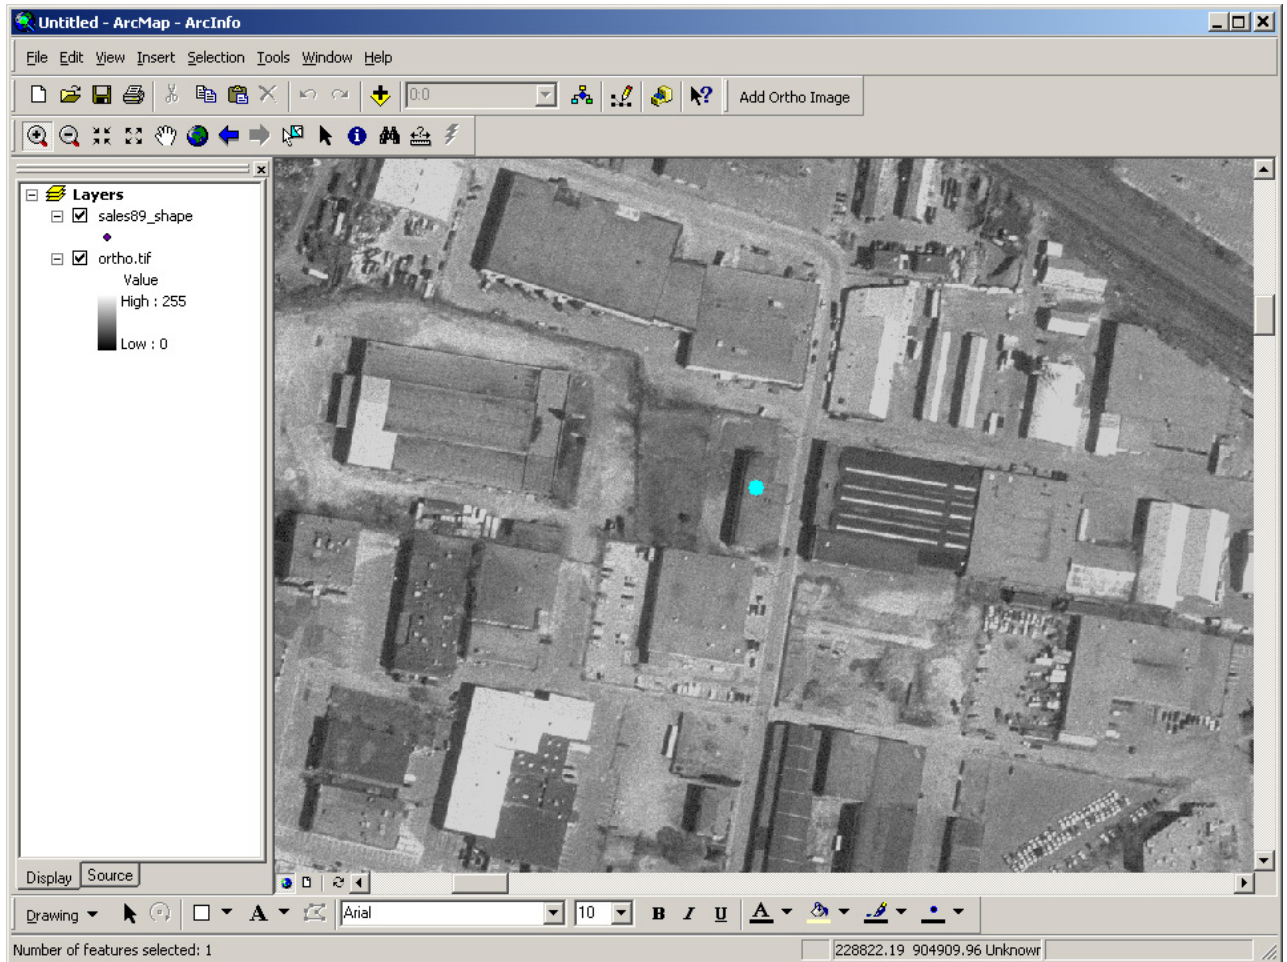 Untitled - ArcMap - ArcInfo
File Edit View Insert Selection Tools Window Help
0:0 Add Ortho Image
Layers
sales89_shape
ortho.tif
Value
High : 255
Low : 0
Display Source
Drawing A Arial 10 B I U A
Number of features selected: 1 228822.19 904909.96 Unknowr